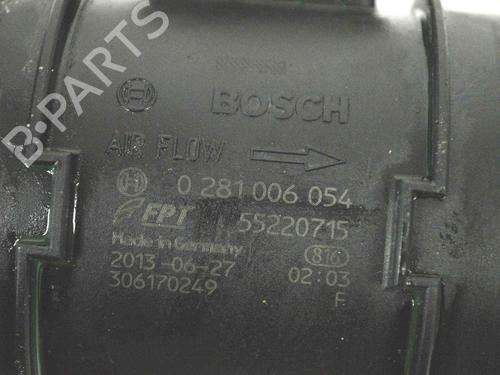 B-PARTS
BOSCH
AIR FLOW
0 281 006 054
FPT 55220715
Made in Germany 816
2013-06-27 02:03
306170249 F